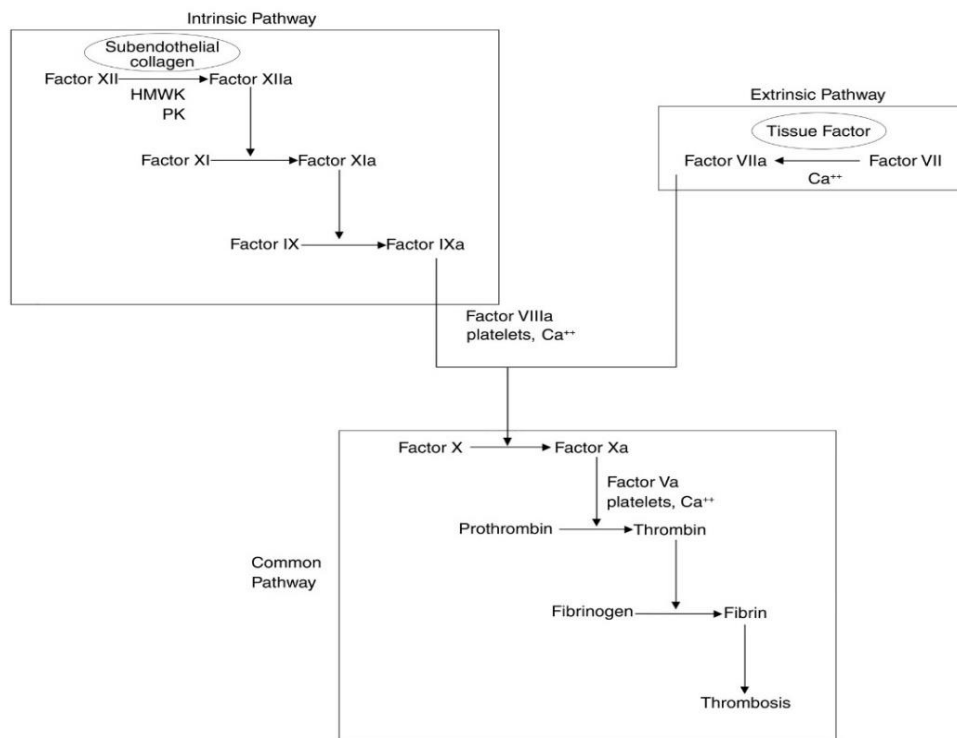 Intrinsic Pathway
Subendothelial
collagen
Factor XII
Factor XIIa
HMWK
PK
Factor XI
Factor XIa
Factor IX
Factor IXa
Extrinsic Pathway
Tissue Factor
Factor VIIa
Factor VII
Ca⁺⁺
Factor VIIIa
platelets, Ca⁺⁺
Factor X
Factor Xa
Factor Va
platelets, Ca⁺⁺
Prothrombin
Thrombin
Common
Pathway
Fibrinogen
Fibrin
Thrombosis